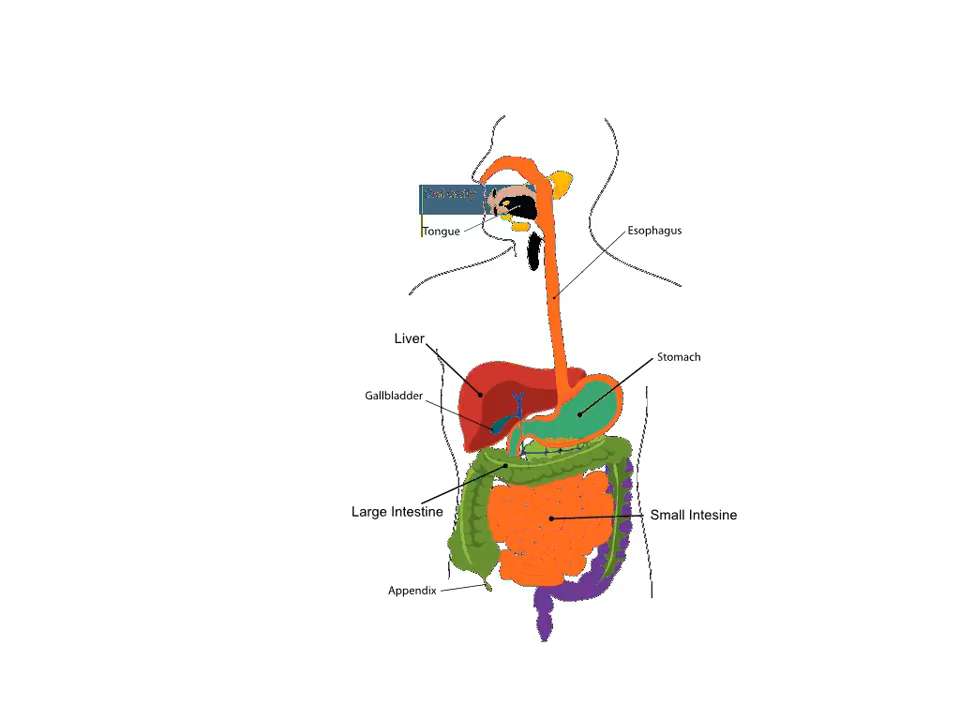 Tongue
Esophagus
Liver
Stomach
Gallbladder
Large Intestine
Small Intesine
Appendix